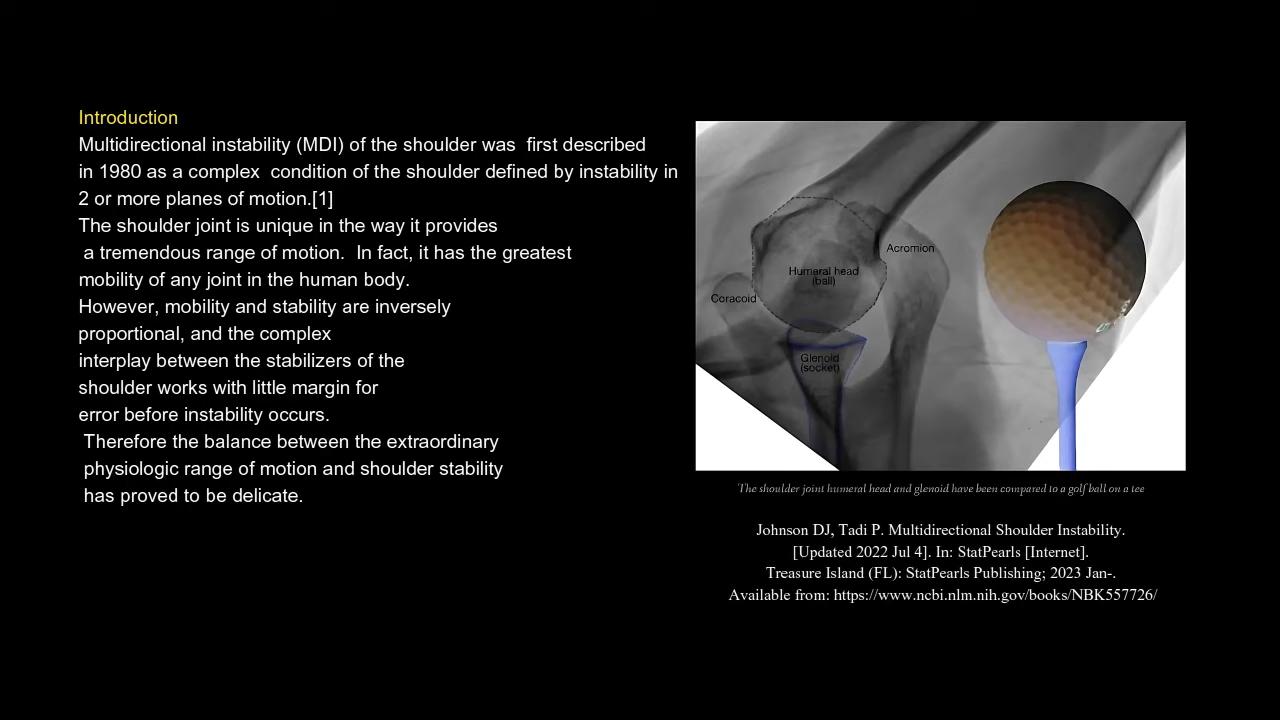 Introduction
Multidirectional instability (MDI) of the shoulder was  first described
in 1980 as a complex  condition of the shoulder defined by instability in
2 or more planes of motion.[1]
The shoulder joint is unique in the way it provides
a tremendous range of motion.  In fact, it has the greatest
mobility of any joint in the human body.
However, mobility and stability are inversely
proportional, and the complex
interplay between the stabilizers of the
shoulder works with little margin for
error before instability occurs.
Therefore the balance between the extraordinary
physiologic range of motion and shoulder stability
has proved to be delicate.
Acromion
Humeral head
(ball)
Coracoid
Glenoid
(socket)
The shoulder joint humeral head and glenoid have been compared to a golf ball on a tee
Johnson DJ, Tadi P. Multidirectional Shoulder Instability.
[Updated 2022 Jul 4]. In: StatPearls [Internet].
Treasure Island (FL): StatPearls Publishing; 2023 Jan-.
Available from: https://www.ncbi.nlm.nih.gov/books/NBK557726/